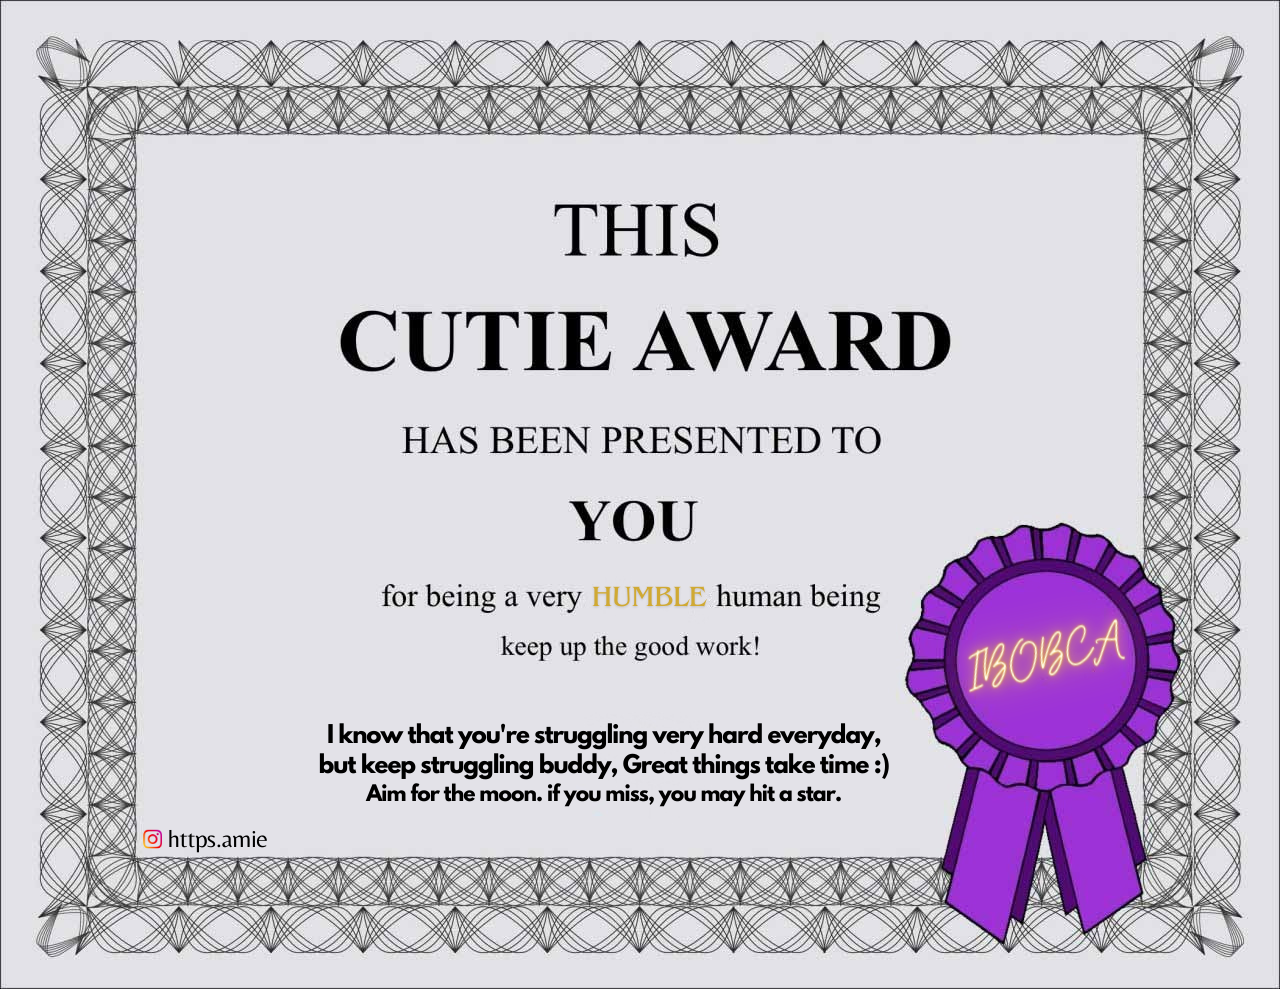 THIS
CUTIE AWARD
HAS BEEN PRESENTED TO
YOU
for being a very HUMBLE human being
keep up the good work!
IBOBCA
I know that you're struggling very hard everyday,
but keep struggling buddy, Great things take time :)
Aim for the moon. if you miss, you may hit a star.
https.amie